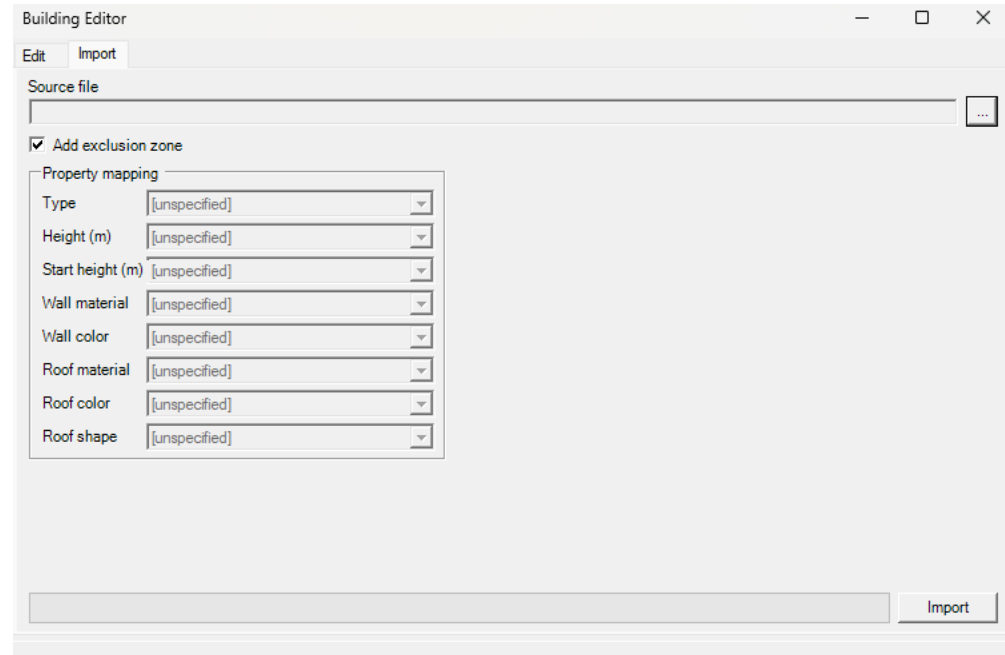 Building Editor
Edit Import
Source file
...
Add exclusion zone
Property mapping
Type [unspecified]
Height (m) [unspecified]
Start height (m) [unspecified]
Wall material [unspecified]
Wall color [unspecified]
Roof material [unspecified]
Roof color [unspecified]
Roof shape [unspecified]
Import